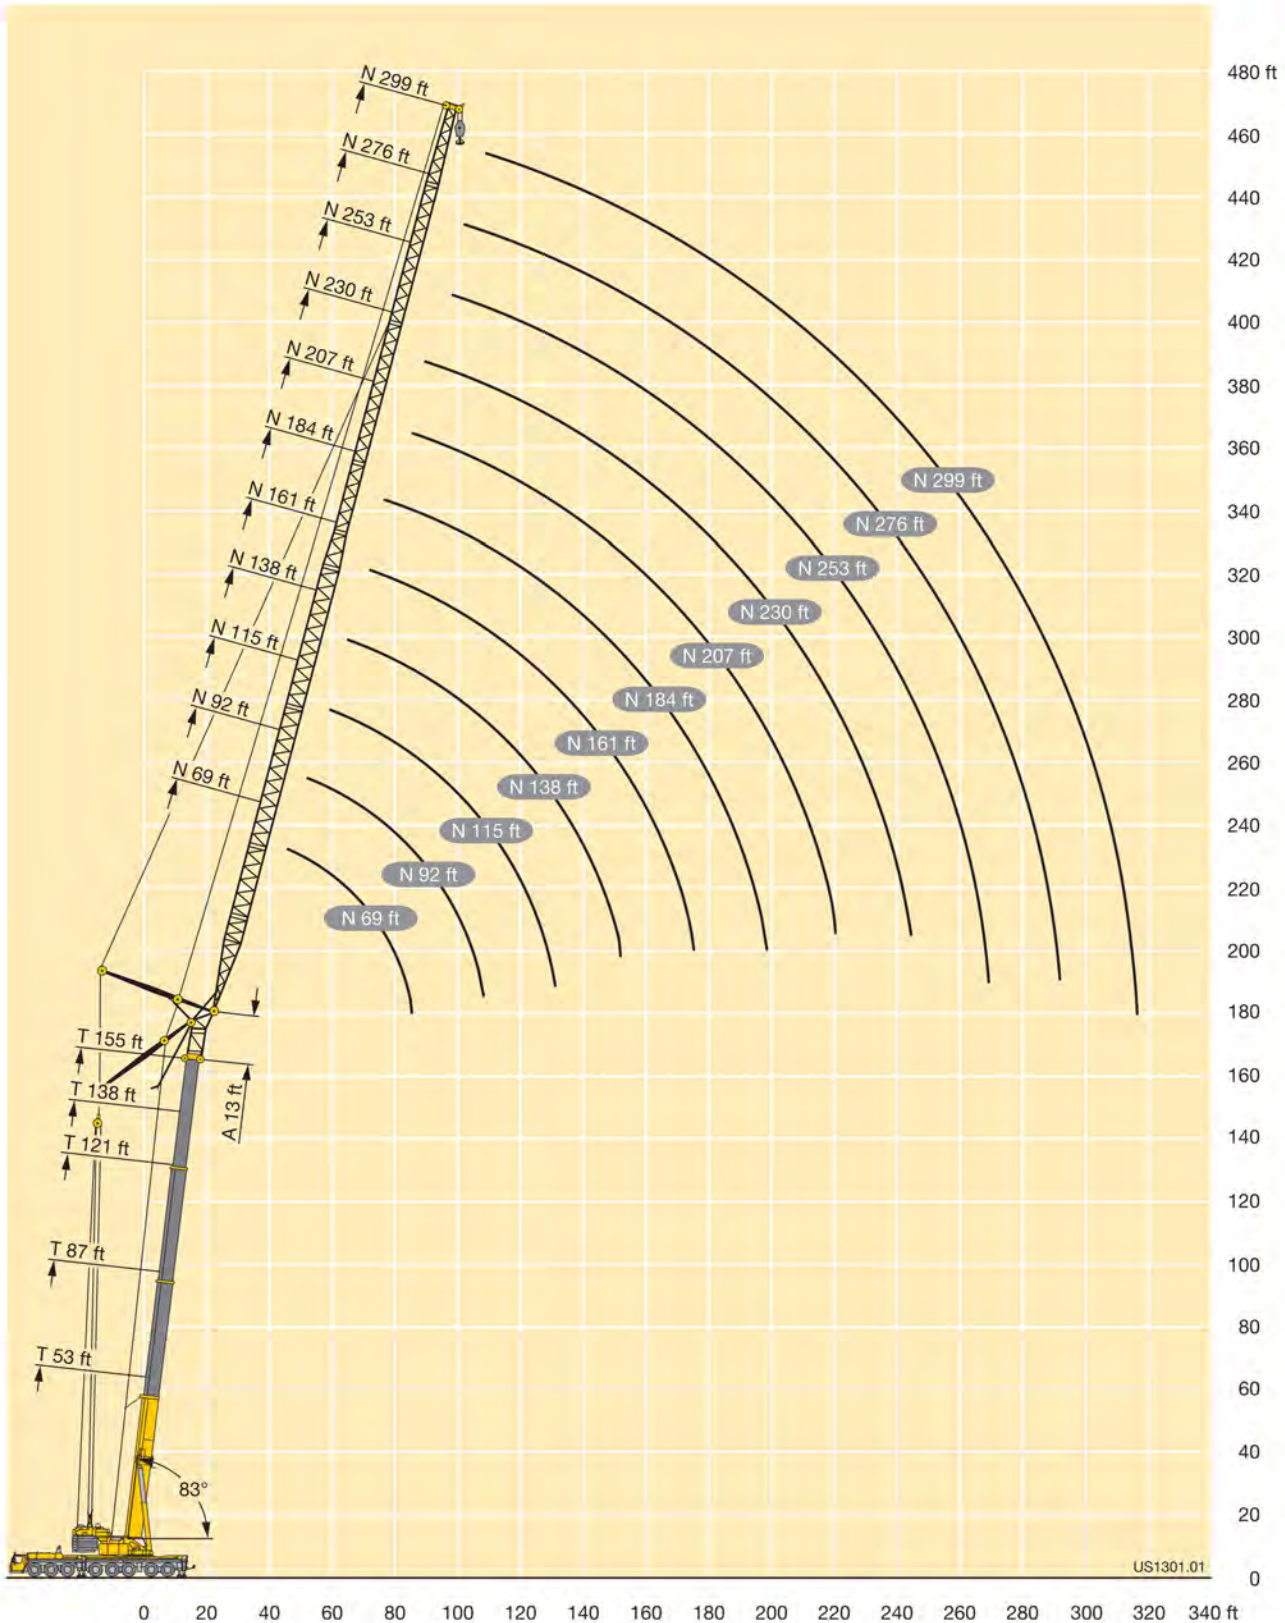 N 299 ft
N 276 ft
N 253 ft
N 230 ft
N 207 ft
N 184 ft
N 161 ft
N 138 ft
N 115 ft
N 92 ft
N 69 ft
T 155 ft
T 138 ft
T 121 ft
T 87 ft
T 53 ft
A 13 ft
83°
N 299 ft
N 276 ft
N 253 ft
N 230 ft
N 207 ft
N 184 ft
N 161 ft
N 138 ft
N 115 ft
N 92 ft
N 69 ft
480 ft
460
440
420
400
380
360
340
320
300
280
260
240
220
200
180
160
140
120
100
80
60
40
20
0
US1301.01
0 20 40 60 80 100 120 140 160 180 200 220 240 260 280 300 320 340 ft